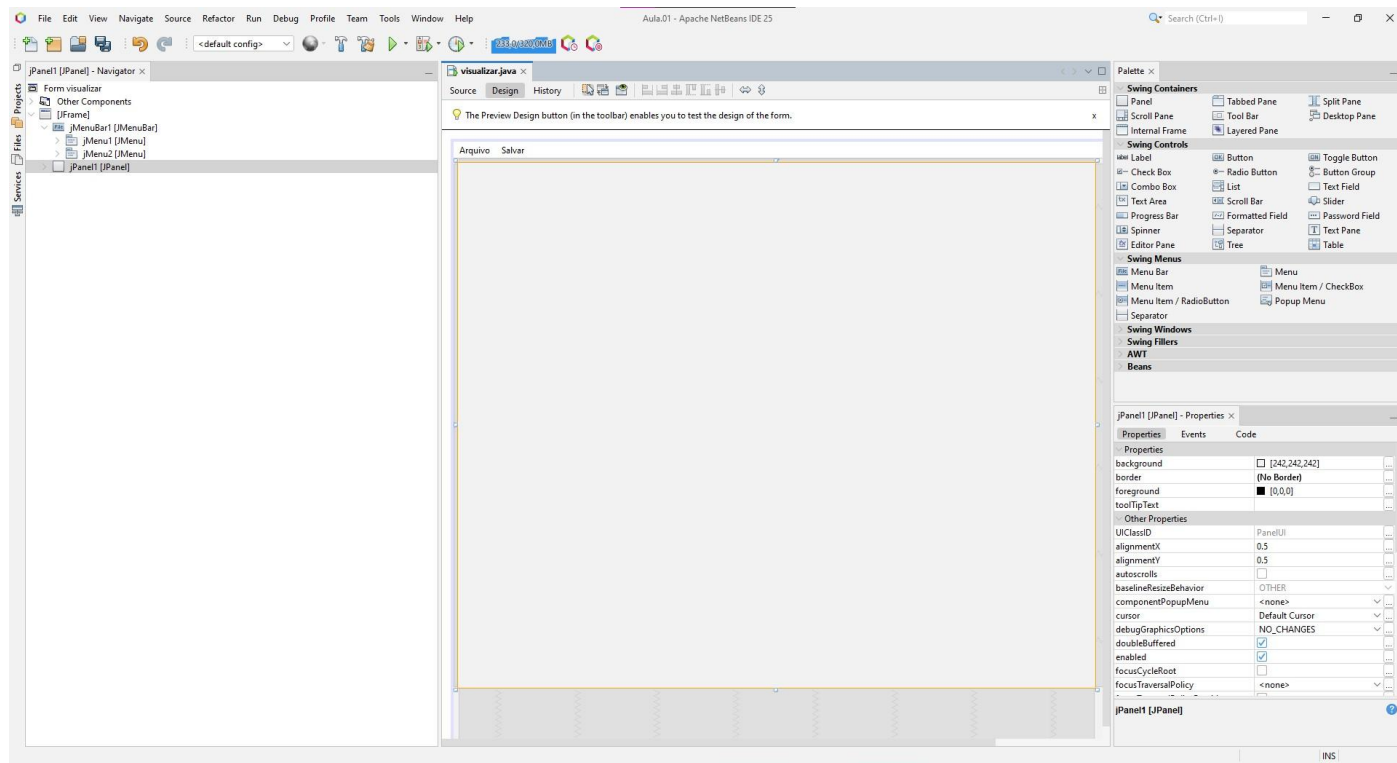 File Edit View Navigate Source Refactor Run Debug Profile Team Tools Window Help
Aula.01 - Apache NetBeans IDE 25
Search (Ctrl+I)
<default config>
233,0/320,0MB
Projects
Files
Services
jPanel1 [JPanel] - Navigator
Form visualizar
Other Components
[JFrame]
jMenuBar1 [JMenuBar]
jMenu1 [JMenu]
jMenu2 [JMenu]
jPanel1 [JPanel]
visualizar.java
Source Design History
The Preview Design button (in the toolbar) enables you to test the design of the form.
x
Arquivo Salvar
Palette
Swing Containers
Panel Tabbed Pane Split Pane
Scroll Pane Tool Bar Desktop Pane
Internal Frame Layered Pane
Swing Controls
Label Button Toggle Button
Check Box Radio Button Button Group
Combo Box List Text Field
Text Area Scroll Bar Slider
Progress Bar Formatted Field Password Field
Spinner Separator Text Pane
Editor Pane Tree Table
Swing Menus
Menu Bar Menu
Menu Item Menu Item / CheckBox
Menu Item / RadioButton Popup Menu
Separator
Swing Windows
Swing Fillers
AWT
Beans
jPanel1 [JPanel] - Properties
Properties Events Code
Properties
background [242,242,242]
border (No Border)
foreground [0,0,0]
toolTipText
Other Properties
UIClassID PanelUI
alignmentX 0.5
alignmentY 0.5
autoscrolls
baselineResizeBehavior OTHER
componentPopupMenu <none>
cursor Default Cursor
debugGraphicsOptions NO_CHANGES
doubleBuffered
enabled
focusCycleRoot
focusTraversalPolicy <none>
jPanel1 [JPanel]
INS